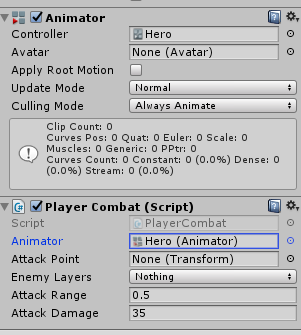 Animator
Controller Hero
Avatar None (Avatar)
Apply Root Motion
Update Mode Normal
Culling Mode Always Animate
Clip Count: 0
Curves Pos: 0 Quat: 0 Euler: 0 Scale: 0
Muscles: 0 Generic: 0 PPtr: 0
Curves Count: 0 Constant: 0 (0.0%) Dense: 0
(0.0%) Stream: 0 (0.0%)
Player Combat (Script)
Script PlayerCombat
Animator Hero (Animator)
Attack Point None (Transform)
Enemy Layers Nothing
Attack Range 0.5
Attack Damage 35